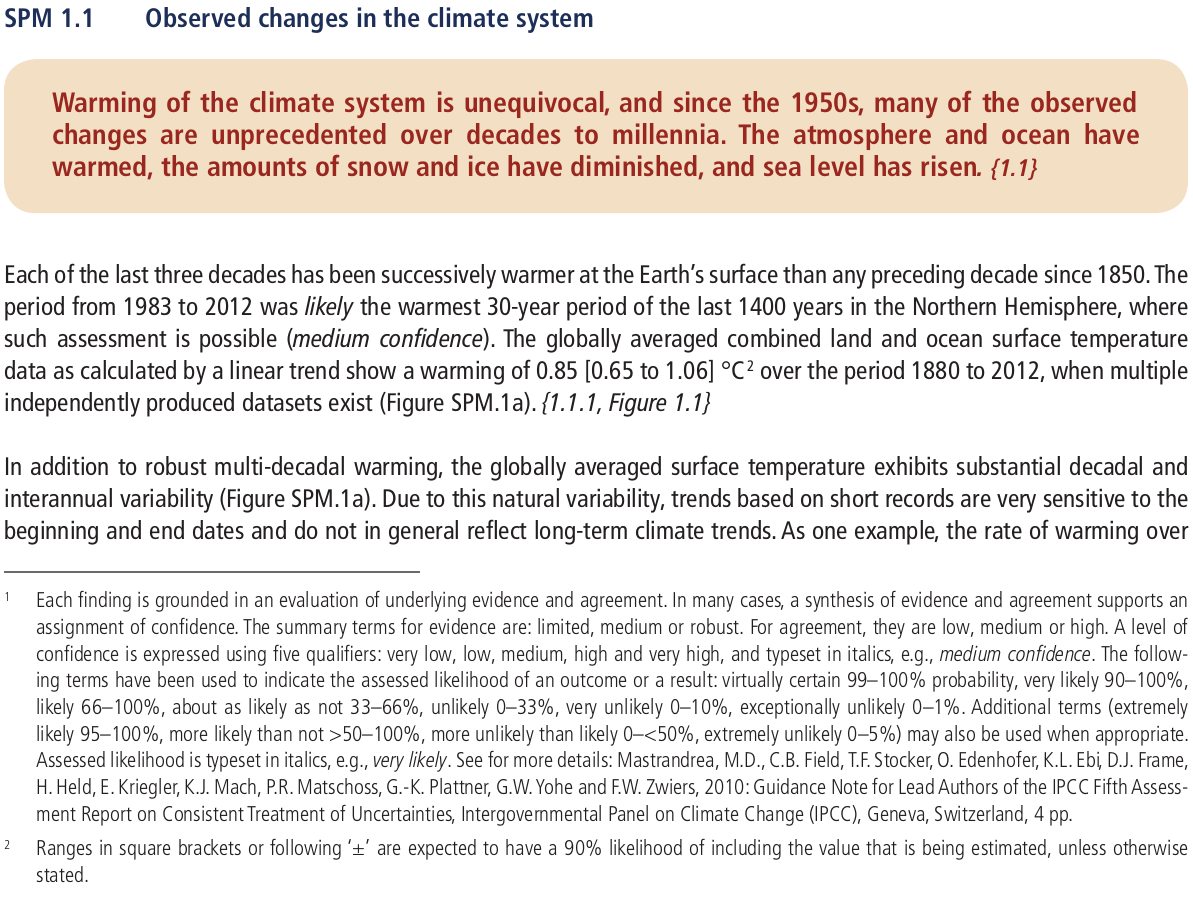 SPM 1.1 Observed changes in the climate system
Warming of the climate system is unequivocal, and since the 1950s, many of the observed
changes are unprecedented over decades to millennia. The atmosphere and ocean have
warmed, the amounts of snow and ice have diminished, and sea level has risen. {1.1}
Each of the last three decades has been successively warmer at the Earth's surface than any preceding decade since 1850. The
period from 1983 to 2012 was likely the warmest 30-year period of the last 1400 years in the Northern Hemisphere, where
such assessment is possible (medium confidence). The globally averaged combined land and ocean surface temperature
data as calculated by a linear trend show a warming of 0.85 [0.65 to 1.06] °C 2 over the period 1880 to 2012, when multiple
independently produced datasets exist (Figure SPM.1a). {1.1.1, Figure 1.1}
In addition to robust multi-decadal warming, the globally averaged surface temperature exhibits substantial decadal and
interannual variability (Figure SPM.1a). Due to this natural variability, trends based on short records are very sensitive to the
beginning and end dates and do not in general reflect long-term climate trends. As one example, the rate of warming over
1 Each finding is grounded in an evaluation of underlying evidence and agreement. In many cases, a synthesis of evidence and agreement supports an
assignment of confidence. The summary terms for evidence are: limited, medium or robust. For agreement, they are low, medium or high. A level of
confidence is expressed using five qualifiers: very low, low, medium, high and very high, and typeset in italics, e.g., medium confidence. The follow-
ing terms have been used to indicate the assessed likelihood of an outcome or a result: virtually certain 99–100% probability, very likely 90–100%,
likely 66–100%, about as likely as not 33–66%, unlikely 0–33%, very unlikely 0–10%, exceptionally unlikely 0–1%. Additional terms (extremely
likely 95–100%, more likely than not >50–100%, more unlikely than likely 0–<50%, extremely unlikely 0–5%) may also be used when appropriate.
Assessed likelihood is typeset in italics, e.g., very likely. See for more details: Mastrandrea, M.D., C.B. Field, T.F. Stocker, O. Edenhofer, K.L. Ebi, D.J. Frame,
H. Held, E. Kriegler, K.J. Mach, P.R. Matschoss, G.-K. Plattner, G.W. Yohe and F.W. Zwiers, 2010: Guidance Note for Lead Authors of the IPCC Fifth Assess-
ment Report on Consistent Treatment of Uncertainties, Intergovernmental Panel on Climate Change (IPCC), Geneva, Switzerland, 4 pp.
2 Ranges in square brackets or following '±' are expected to have a 90% likelihood of including the value that is being estimated, unless otherwise
stated.